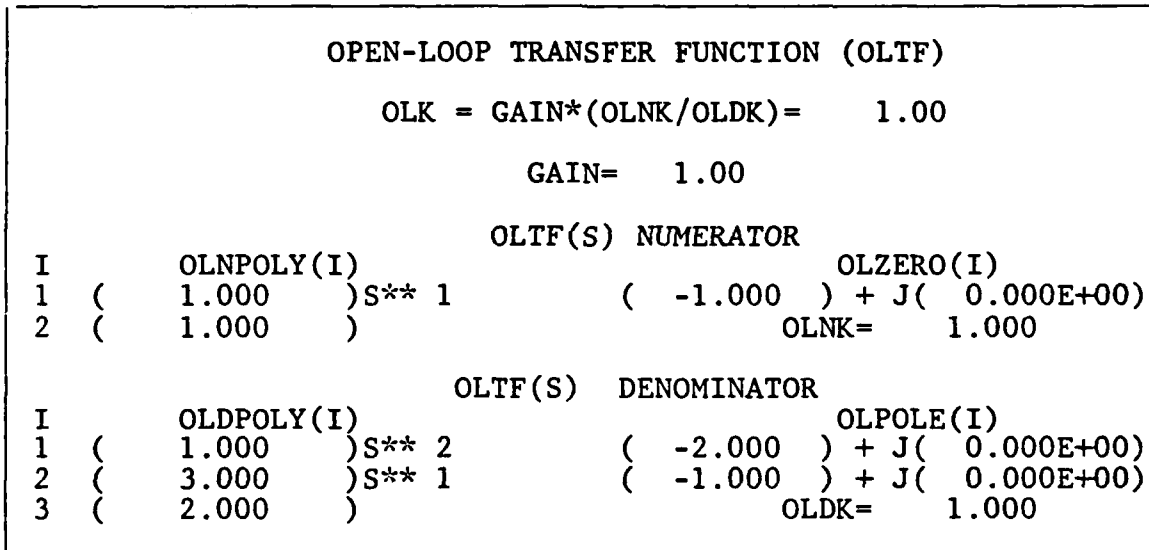 OPEN-LOOP TRANSFER FUNCTION (OLTF)
OLK = GAIN*(OLNK/OLDK)= 1.00
GAIN= 1.00
OLTF(S) NUMERATOR
I OLNPOLY(I) OLZERO(I)
1 ( 1.000 )S** 1 ( -1.000 ) + J( 0.000E+00)
2 ( 1.000 ) OLNK= 1.000
OLTF(S) DENOMINATOR
I OLDPOLY(I) OLPOLE(I)
1 ( 1.000 )S** 2 ( -2.000 ) + J( 0.000E+00)
2 ( 3.000 )S** 1 ( -1.000 ) + J( 0.000E+00)
3 ( 2.000 ) OLDK= 1.000